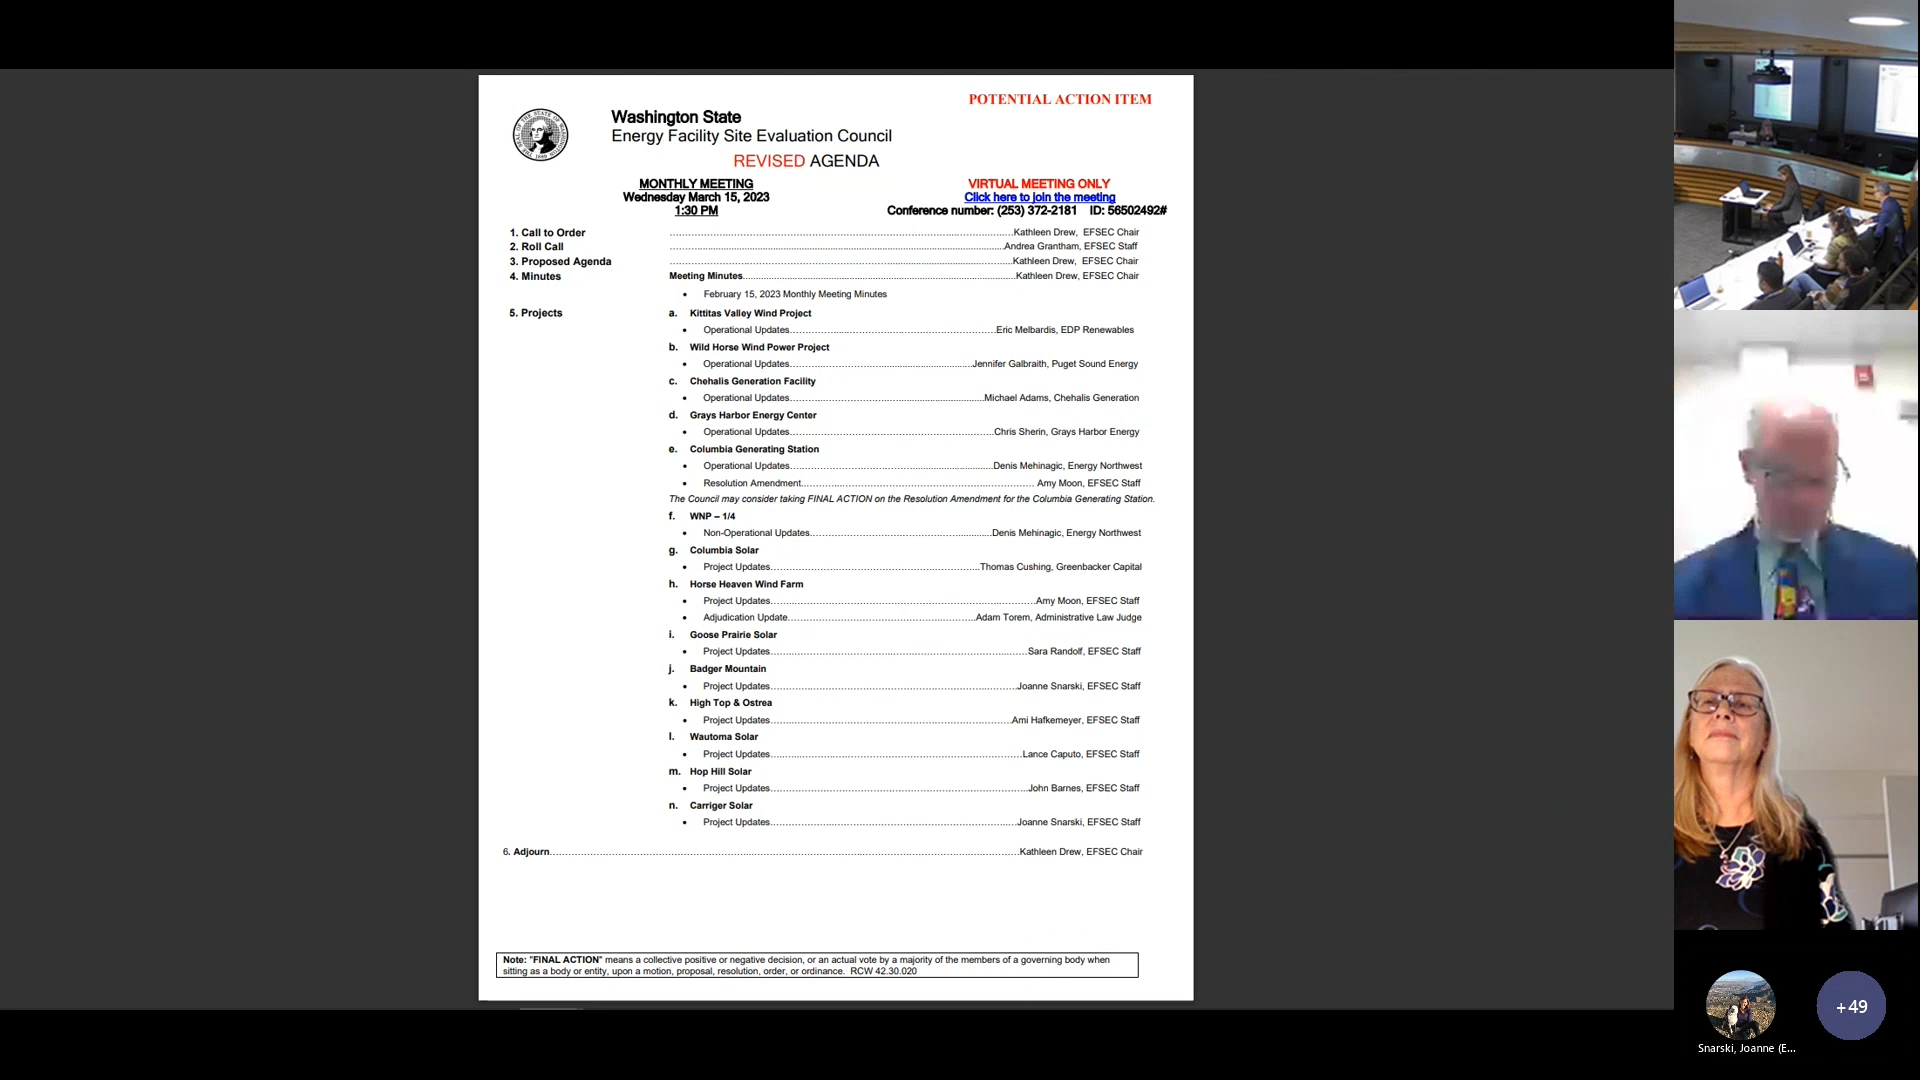 POTENTIAL ACTION ITEM
Washington State
Energy Facility Site Evaluation Council
REVISED AGENDA
MONTHLY MEETING
Wednesday March 15, 2023
1:30 PM
VIRTUAL MEETING ONLY
Click here to join the meeting
Conference number: (253) 372-2181 ID: 56502492#
1. Call to Order ........Kathleen Drew, EFSEC Chair
2. Roll Call ........Andrea Grantham, EFSEC Staff
3. Proposed Agenda ........Kathleen Drew, EFSEC Chair
4. Minutes Meeting Minutes........Kathleen Drew, EFSEC Chair
• February 15, 2023 Monthly Meeting Minutes
5. Projects a. Kittitas Valley Wind Project
• Operational Updates........Eric Melbardis, EDP Renewables
b. Wild Horse Wind Power Project
• Operational Updates........Jennifer Galbraith, Puget Sound Energy
c. Chehalis Generation Facility
• Operational Updates........Michael Adams, Chehalis Generation
d. Grays Harbor Energy Center
• Operational Updates........Chris Sherin, Grays Harbor Energy
e. Columbia Generating Station
• Operational Updates........Denis Mehinagic, Energy Northwest
• Resolution Amendment........ Amy Moon, EFSEC Staff
The Council may consider taking FINAL ACTION on the Resolution Amendment for the Columbia Generating Station.
f. WNP – 1/4
• Non-Operational Updates........Denis Mehinagic, Energy Northwest
g. Columbia Solar
• Project Updates........Thomas Cushing, Greenbacker Capital
h. Horse Heaven Wind Farm
• Project Updates........Amy Moon, EFSEC Staff
• Adjudication Update........Adam Torem, Administrative Law Judge
i. Goose Prairie Solar
• Project Updates........Sara Randolf, EFSEC Staff
j. Badger Mountain
• Project Updates........Joanne Snarski, EFSEC Staff
k. High Top & Ostrea
• Project Updates........Ami Hafkemeyer, EFSEC Staff
l. Wautoma Solar
• Project Updates........Lance Caputo, EFSEC Staff
m. Hop Hill Solar
• Project Updates........John Barnes, EFSEC Staff
n. Carriger Solar
• Project Updates........Joanne Snarski, EFSEC Staff
6. Adjourn........Kathleen Drew, EFSEC Chair
Note: "FINAL ACTION" means a collective positive or negative decision, or an actual vote by a majority of the members of a governing body when
sitting as a body or entity, upon a motion, proposal, resolution, order, or ordinance. RCW 42.30.020
+49
Snarski, Joanne (E...